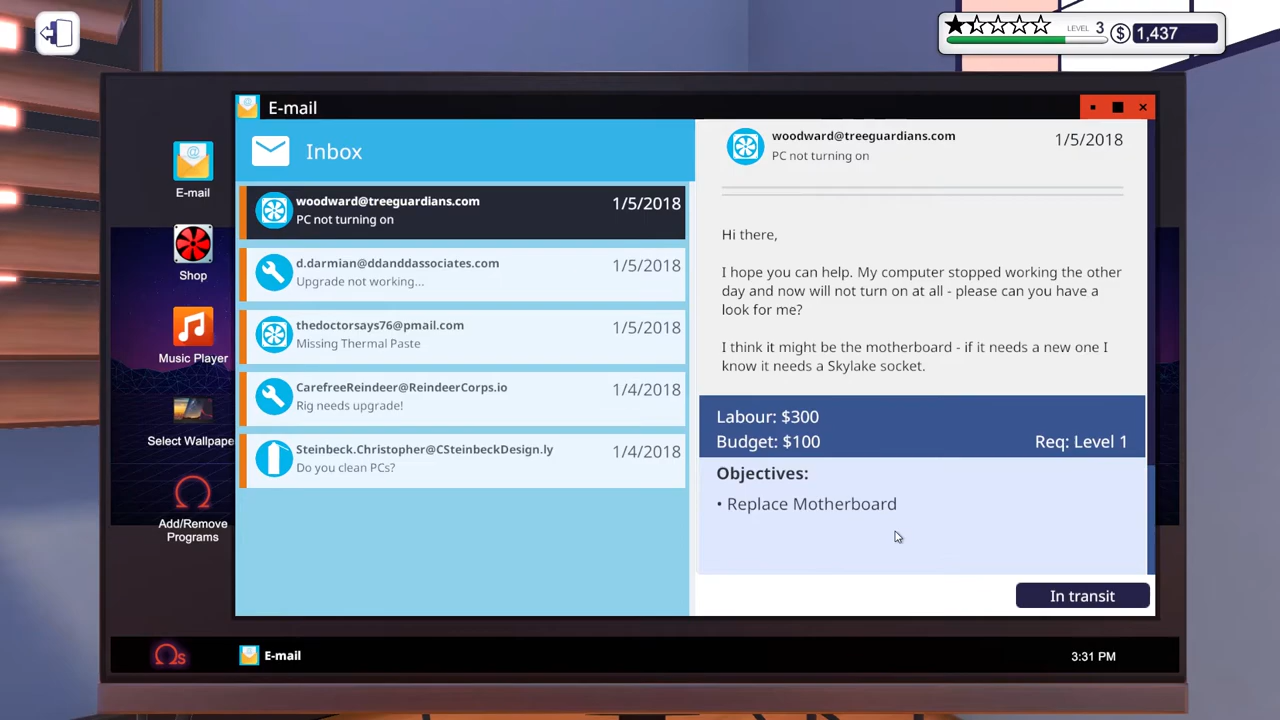 LEVEL 3
$ 1,437
E-mail
Inbox
woodward@treeguardians.com 1/5/2018
PC not turning on
d.darmian@ddanddassociates.com 1/5/2018
Upgrade not working...
thedoctorsays76@pmail.com 1/5/2018
Missing Thermal Paste
CarefreeReindeer@ReindeerCorps.io 1/4/2018
Rig needs upgrade!
Steinbeck.Christopher@CSteinbeckDesign.ly 1/4/2018
Do you clean PCs?
woodward@treeguardians.com 1/5/2018
PC not turning on
Hi there,
I hope you can help. My computer stopped working the other
day and now will not turn on at all - please can you have a
look for me?
I think it might be the motherboard - if it needs a new one I
know it needs a Skylake socket.
Labour: $300
Budget: $100 Req: Level 1
Objectives:
• Replace Motherboard
In transit
E-mail
Shop
Music Player
Select Wallpape
Add/Remove
Programs
Ωs
E-mail
3:31 PM